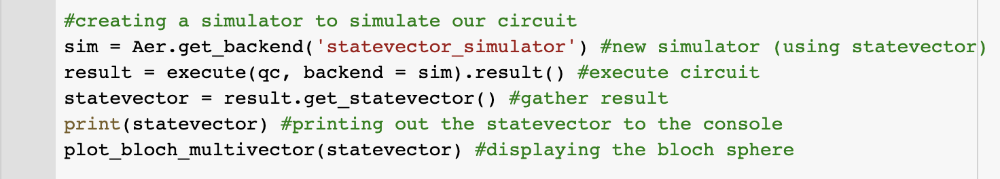 #creating a simulator to simulate our circuit
sim = Aer.get_backend('statevector_simulator') #new simulator (using statevector)
result = execute(qc, backend = sim).result() #execute circuit
statevector = result.get_statevector() #gather result
print(statevector) #printing out the statevector to the console
plot_bloch_multivector(statevector) #displaying the bloch sphere